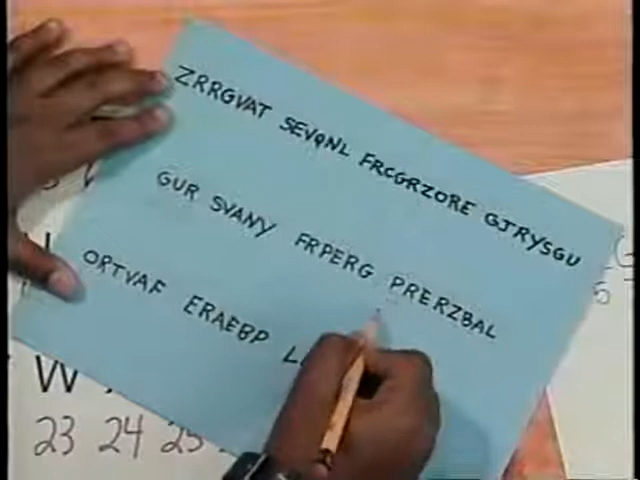 ZRRGVAT SEVQNL FRCGRZORE GJRYSGU
GUR SVANY FRPERG PRERZBAL
ORTVAF ERAEBP L
W
23 24 25